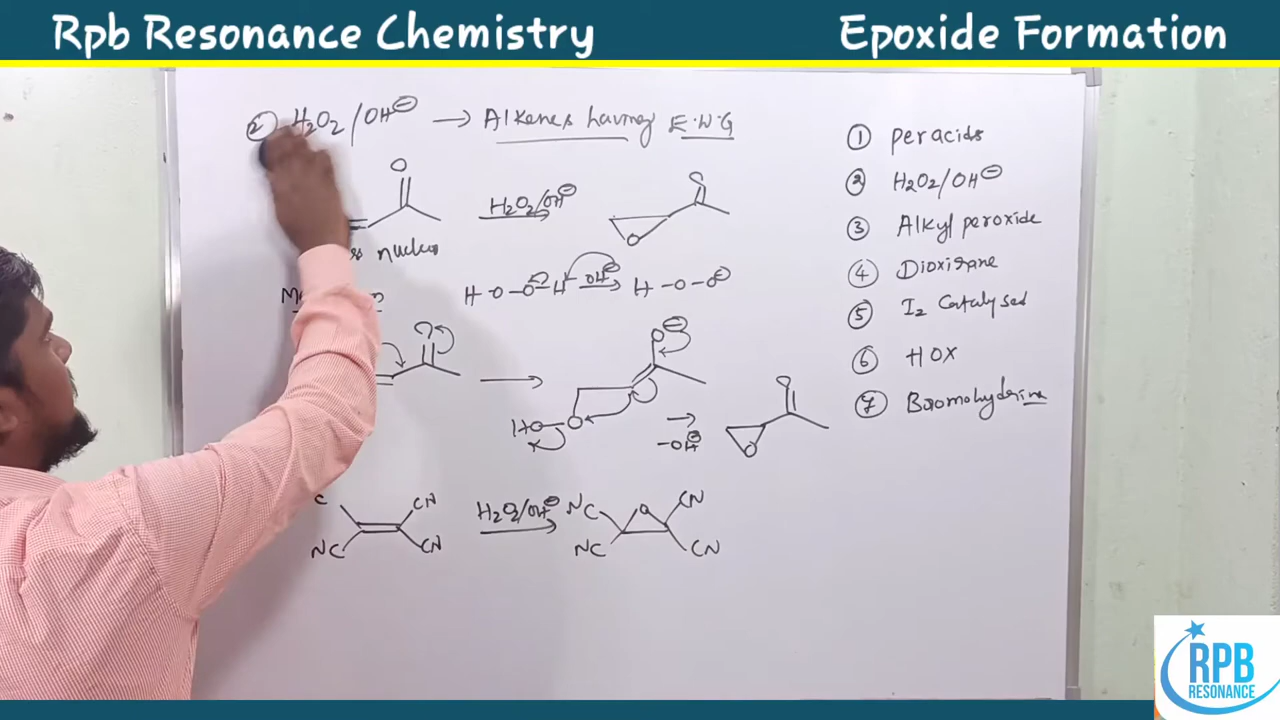 Rpb Resonance Chemistry
Epoxide Formation
② H₂O₂/OH⊖ → Alkenes having E.W.G
O
H₂O₂/OH⊖
O
O
ss nucleo
H-O-O-H OH⊖ → H-O-O⊖
O
O⊖
HO-O
-OH⊖
O
O
C
CN
NC
CN
H₂O₂/OH⊖
NC
O
CN
NC
CN
① peracids
② H₂O₂/OH⊖
③ Alkyl peroxide
④ Dioxirane
⑤ I₂ Catalysed
⑥ HOX
⑦ Bromohydrine
RPB
RESONANCE